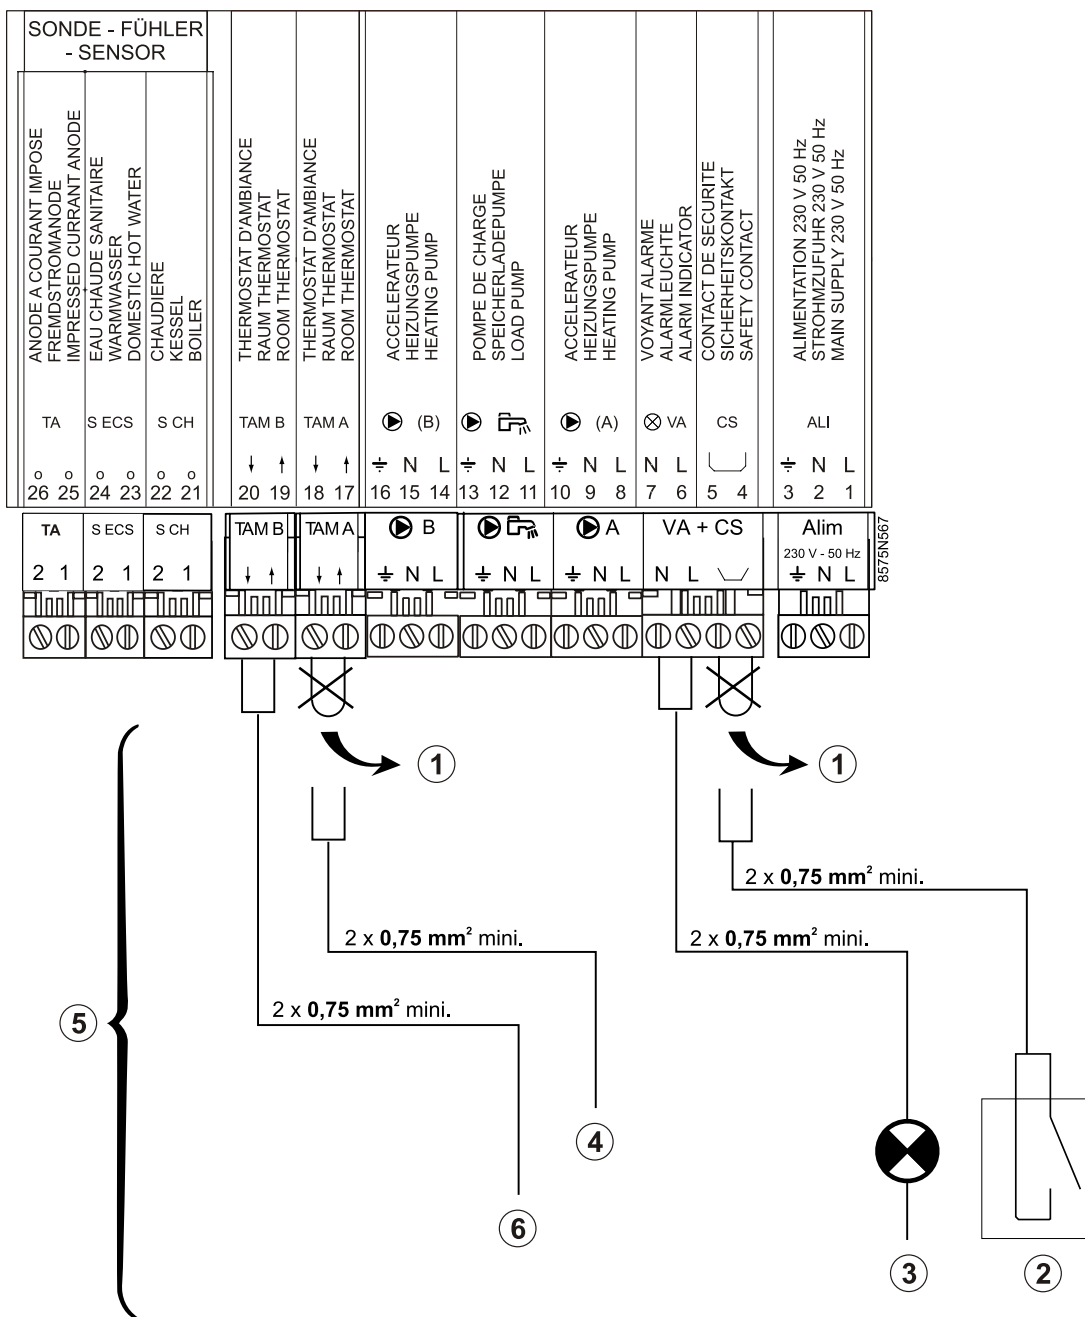 SONDE - FÜHLER
- SENSOR
ANODE A COURANT IMPOSE
FREMDSTROMANODE
IMPRESSED CURRANT ANODE
EAU CHAUDE SANITAIRE
WARMWASSER
DOMESTIC HOT WATER
CHAUDIERE
KESSEL
BOILER
THERMOSTAT D'AMBIANCE
RAUM THERMOSTAT
ROOM THERMOSTAT
THERMOSTAT D'AMBIANCE
RAUM THERMOSTAT
ROOM THERMOSTAT
ACCELERATEUR
HEIZUNGSPUMPE
HEATING PUMP
POMPE DE CHARGE
SPEICHERLADEPUMPE
LOAD PUMP
ACCELERATEUR
HEIZUNGSPUMPE
HEATING PUMP
VOYANT ALARME
ALARMLEUCHTE
ALARM INDICATOR
CONTACT DE SECURITE
SICHERHEITSKONTAKT
SAFETY CONTACT
ALIMENTATION 230 V 50 Hz
STROHMZUFUHR 230 V 50 Hz
MAIN SUPPLY 230 V 50 Hz
TA S ECS S CH TAM B TAM A (B) (A) VA CS ALI
N L N L N L N L N L
26 25 24 23 22 21 20 19 18 17 16 15 14 13 12 11 10 9 8 7 6 5 4 3 2 1
TA S ECS S CH TAM B TAM A B A VA + CS Alim
230 V - 50 Hz
2 1 2 1 2 1 N L N L N L N L N L
8575N567
1
1
2 x 0,75 mm² mini.
2 x 0,75 mm² mini.
2 x 0,75 mm² mini.
2 x 0,75 mm² mini.
5
4
6
3
2